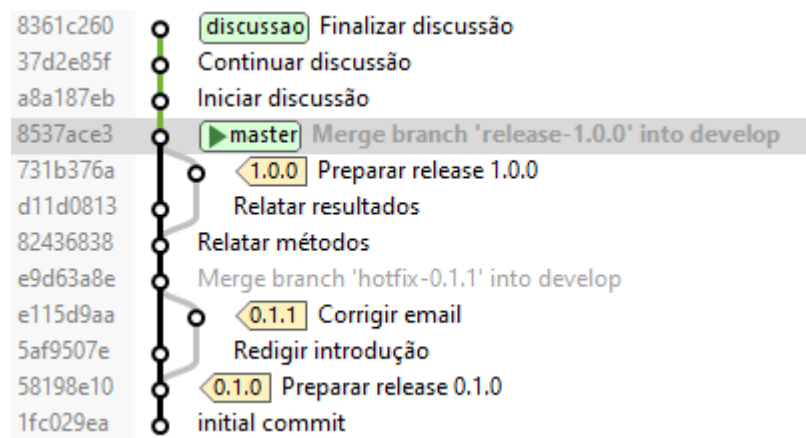 8361c260 discussao Finalizar discussão
37d2e85f Continuar discussão
a8a187eb Iniciar discussão
8537ace3 master Merge branch 'release-1.0.0' into develop
731b376a 1.0.0 Preparar release 1.0.0
d11d0813 Relatar resultados
82436838 Relatar métodos
e9d63a8e Merge branch 'hotfix-0.1.1' into develop
e115d9aa 0.1.1 Corrigir email
5af9507e Redigir introdução
58198e10 0.1.0 Preparar release 0.1.0
1fc029ea initial commit